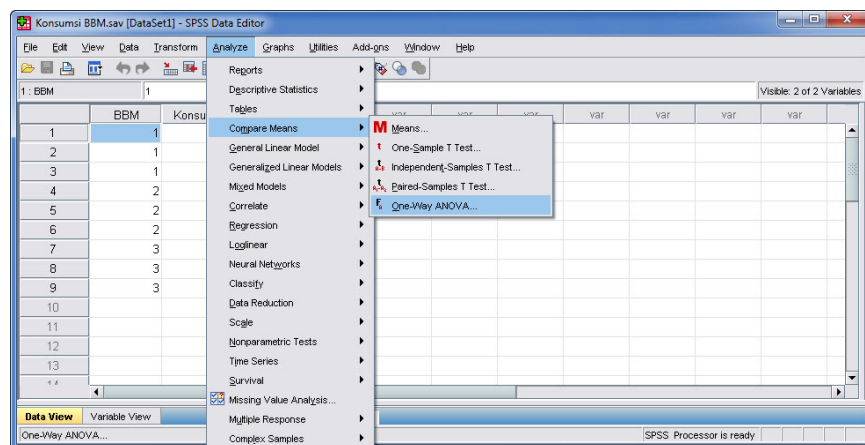 Konsumsi BBM.sav [DataSet1] - SPSS Data Editor
File Edit View Data Transform Analyze Graphs Utilities Add-ons Window Help
1 : BBM 1 Visible: 2 of 2 Variables
BBM Konsu var var var var var var
1 1
2 1
3 1
4 2
5 2
6 2
7 3
8 3
9 3
10
11
12
13
14
Reports
Descriptive Statistics
Tables
Compare Means
General Linear Model
Generalized Linear Models
Mixed Models
Correlate
Regression
Loglinear
Neural Networks
Classify
Data Reduction
Scale
Nonparametric Tests
Time Series
Survival
Missing Value Analysis...
Multiple Response
Complex Samples
M Means...
t One-Sample T Test...
Independent-Samples T Test...
Paired-Samples T Test...
One-Way ANOVA...
Data View Variable View
One-Way ANOVA... SPSS Processor is ready